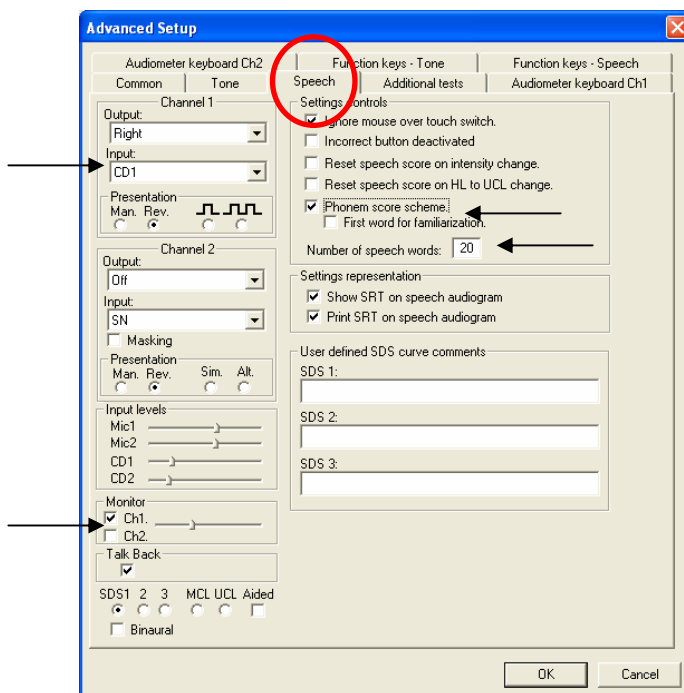 Advanced Setup
Audiometer keyboard Ch2
Function keys - Tone
Function keys - Speech
Common
Tone
Speech
Additional tests
Audiometer keyboard Ch1
Channel 1
Output:
Right
Input:
CD1
Presentation
Man. Rev.
Channel 2
Output:
Off
Input:
SN
Masking
Presentation
Man. Rev. Sim. Alt.
Input levels
Mic1
Mic2
CD1
CD2
Monitor
Ch1.
Ch2.
Talk Back
SDS1 2 3 MCL UCL Aided
Binaural
Settings controls
Ignore mouse over touch switch.
Incorrect button deactivated
Reset speech score on intensity change.
Reset speech score on HL to UCL change.
Phonem score scheme.
First word for familiarization.
Number of speech words: 20
Settings representation
Show SRT on speech audiogram
Print SRT on speech audiogram
User defined SDS curve comments
SDS 1:
SDS 2:
SDS 3:
OK
Cancel